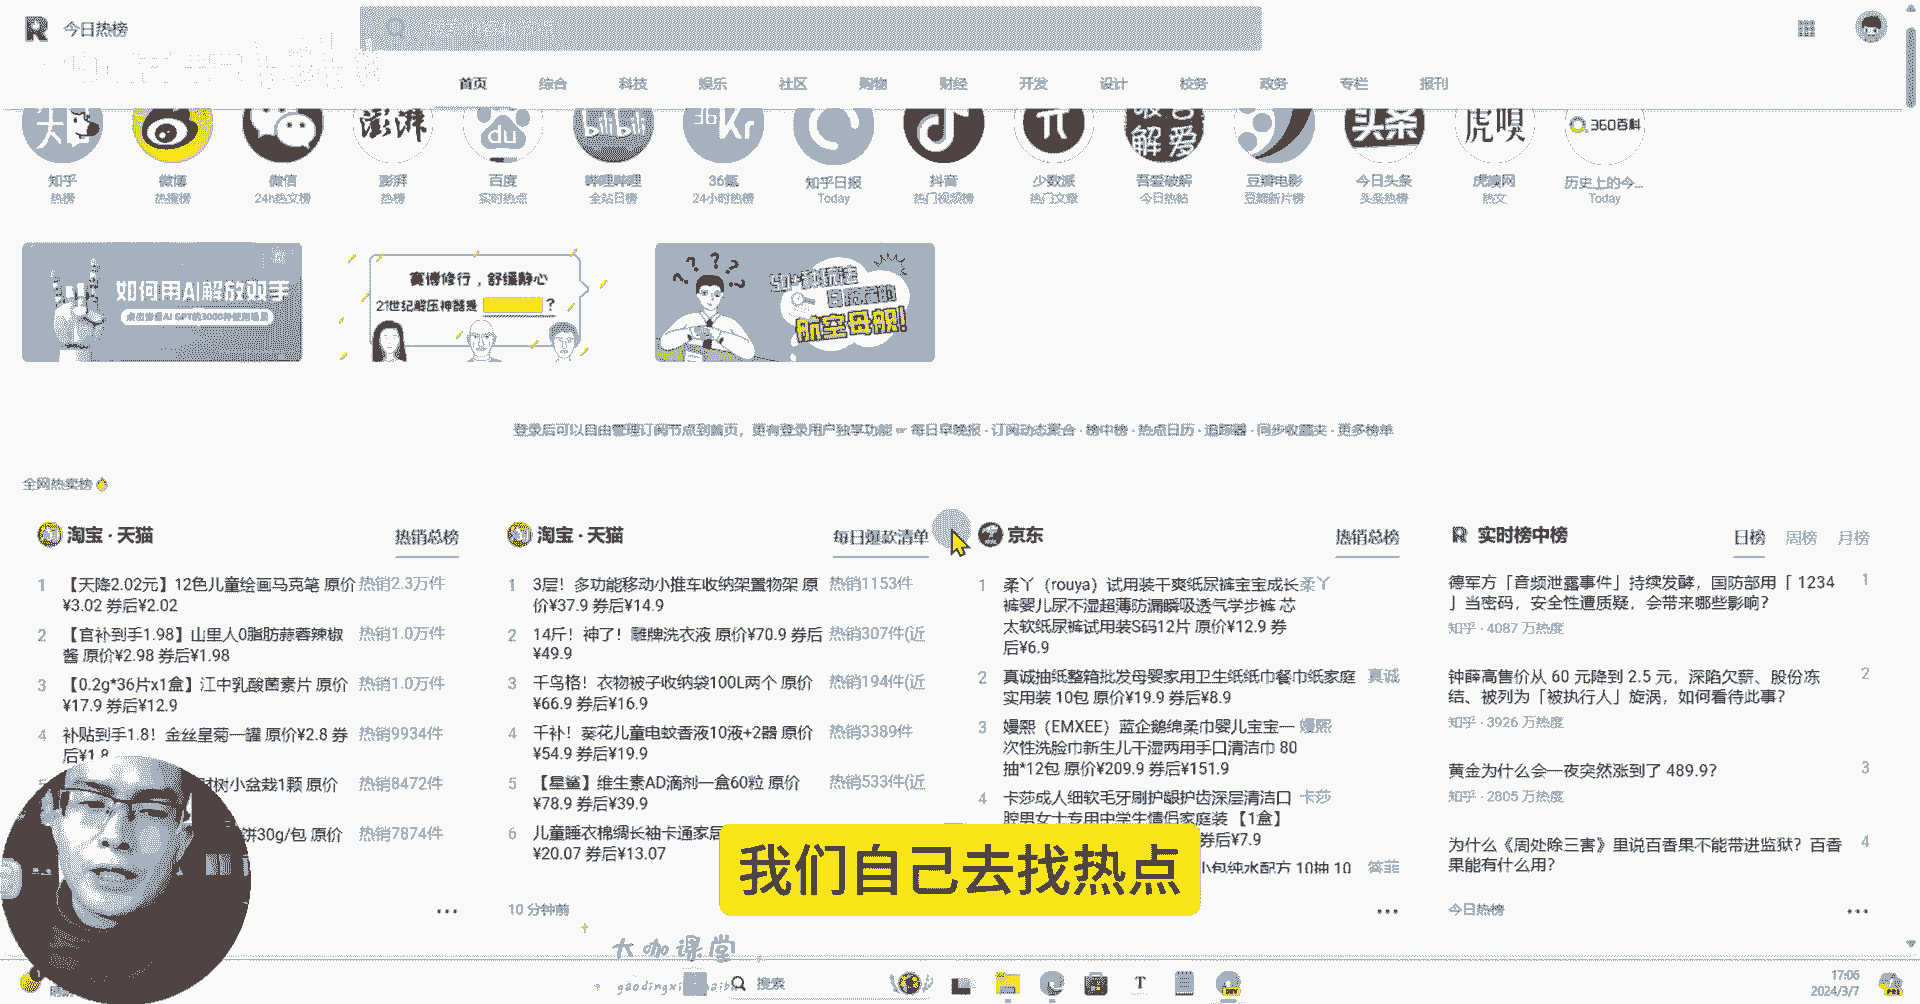 今日热榜
首页 综合 科技 娱乐 社区 购物 财经 开发 设计 校务 政务 专栏 报刊
澎湃 du bilibili 36Kr 头条 虎嗅 360百科
知乎 微博 微信 澎湃 百度 哔哩哔哩 36氪 知乎日报 抖音 少数派 吾爱破解 豆瓣电影 今日头条 虎嗅网 历史上的今...
热榜 热搜榜 24h热文榜 热榜 实时热点 全站日榜 24小时热榜 Today 热门视频榜 热门文章 今日热帖 豆瓣新片榜 头条热榜 热文 Today
如何用AI解放双手
点击查看AI GPT的3000种使用场景
赛博修行，舒缓静心
21世纪解压神器是 ？
航空母舰!
登录后可以自由管理订阅节点到首页，更有登录用户独享功能 ☞ 每日早晚报 · 订阅动态聚合 · 榜中榜 · 热点日历 · 追踪器 · 同步收藏夹 · 更多榜单
全网热卖榜
淘宝 · 天猫 热销总榜
1 【天降2.02元】12色儿童绘画马克笔 原价 热销2.3万件
¥3.02 券后¥2.02
2 【官补到手1.98】山里人0脂肪蒜蓉辣椒 热销1.0万件
酱 原价¥2.98 券后¥1.98
3 【0.2g*36片x1盒】江中乳酸菌素片 原价 热销1.0万件
¥17.9 券后¥12.9
4 补贴到手1.8！金丝皇菊一罐 原价¥2.8 券 热销9934件
后¥1.8
树小盆栽1颗 原价 热销8472件
饼30g/包 原价 热销7874件
淘宝 · 天猫 每日爆款清单
1 3层！多功能移动小推车收纳架置物架 原 热销1153件
价¥37.9 券后¥14.9
2 14斤！神了！雕牌洗衣液 原价¥70.9 券后 热销307件(近
¥49.9
3 千鸟格！衣物被子收纳袋100L两个 原价 热销194件(近
¥66.9 券后¥16.9
4 千补！葵花儿童电蚊香液10液+2器 原价 热销3389件
¥54.9 券后¥19.9
5 【星鲨】维生素AD滴剂一盒60粒 原价 热销533件(近
¥78.9 券后¥39.9
6 儿童睡衣棉绸长袖卡通家居
¥20.07 券后¥13.07
10 分钟前
京东 热销总榜
1 柔丫（rouya）试用装干爽纸尿裤宝宝成长 柔丫
裤婴儿尿不湿超薄防漏瞬吸透气学步裤 芯
太软纸尿裤试用装S码12片 原价¥12.9 券
后¥6.9
2 真诚抽纸整箱批发母婴家用卫生纸纸巾餐巾纸家庭 真诚
实用装 10包 原价¥19.9 券后¥8.9
3 嫚熙（EMXEE）蓝企鹅绵柔巾婴儿宝宝一 嫚熙
次性洗脸巾新生儿干湿两用手口清洁巾 80
抽*12包 原价¥209.9 券后¥151.9
4 卡莎成人细软毛牙刷护龈护齿深层清洁口 卡莎
腔男女士专用中学生情侣家庭装 【1盒】
券后¥7.9
小包纯水配方 10抽 10 答菲
实时榜中榜 日榜 周榜 月榜
德军方「音频泄露事件」持续发酵，国防部用「 1234 1
」当密码，安全性遭质疑，会带来哪些影响？
知乎 · 4087 万热度
钟薛高售价从 60 元降到 2.5 元，深陷欠薪、股份冻 2
结、被列为「被执行人」旋涡，如何看待此事？
知乎 · 3926 万热度
黄金为什么会一夜突然涨到了 489.9? 3
知乎 · 2805 万热度
为什么《周处除三害》里说百香果不能带进监狱？百香 4
果能有什么用？
今日热榜
我们自己去找热点
大咖课堂
搜索
T
DEV
17:06
2024/3/7
PRE